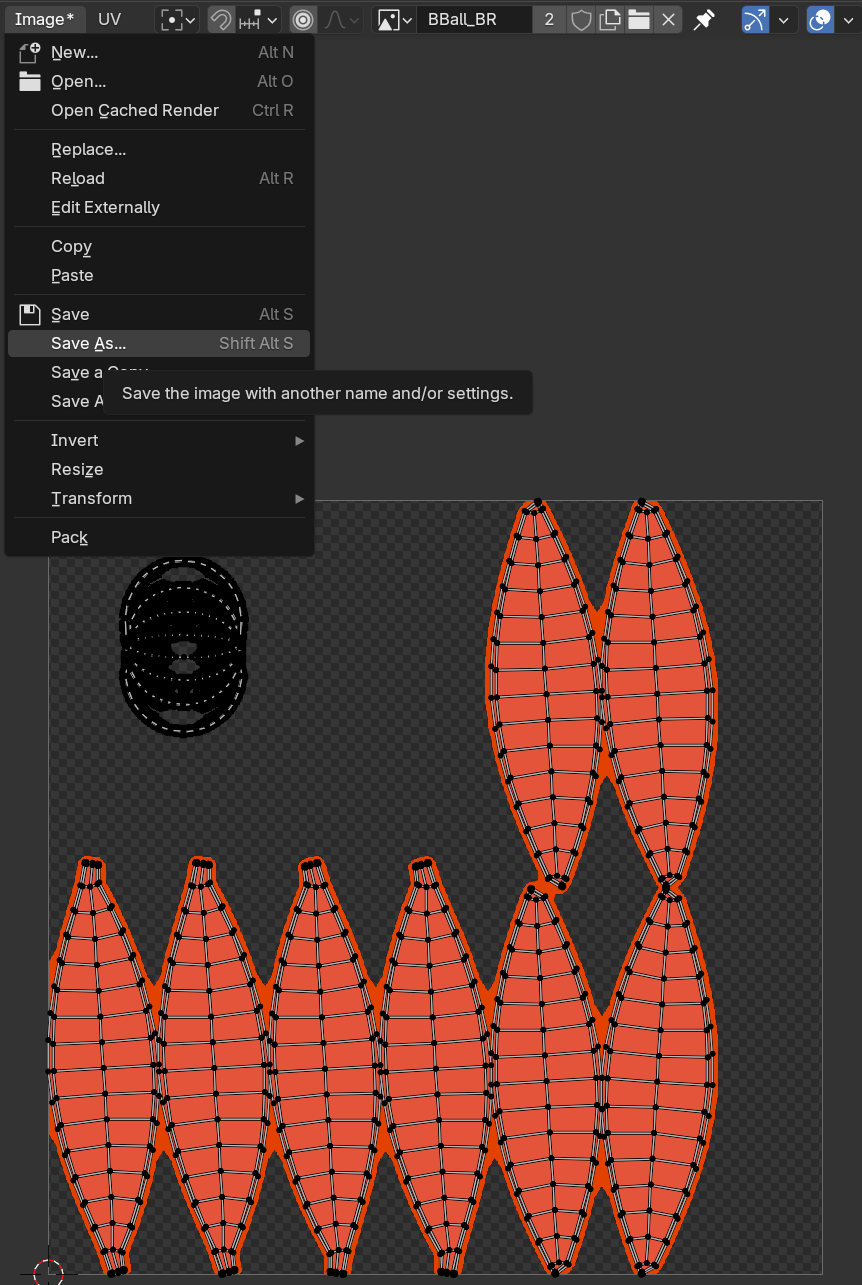 Image* UV BBall_BR 2
New... Alt N
Open... Alt O
Open Cached Render Ctrl R
Replace...
Reload Alt R
Edit Externally
Copy
Paste
Save Alt S
Save As... Shift Alt S
Save a Copy
Save the image with another name and/or settings.
Save A
Invert
Resize
Transform
Pack